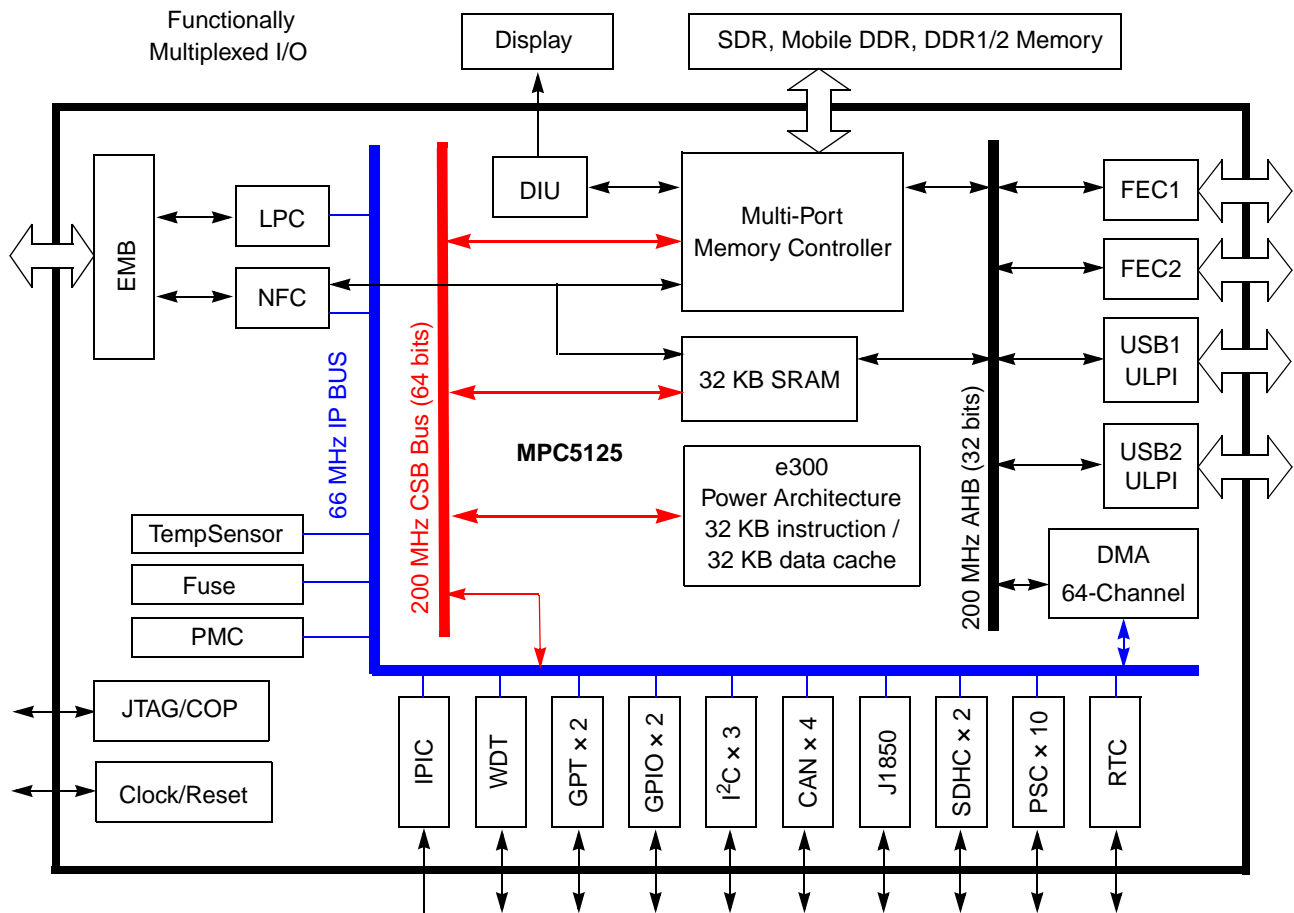 Functionally
Multiplexed I/O
Display
SDR, Mobile DDR, DDR1/2 Memory
EMB
LPC
NFC
DIU
Multi-Port
Memory Controller
FEC1
FEC2
USB1
ULPI
USB2
ULPI
32 KB SRAM
MPC5125
e300
Power Architecture
32 KB instruction /
32 KB data cache
66 MHz IP BUS
200 MHz CSB Bus (64 bits)
200 MHz AHB (32 bits)
DMA
64-Channel
TempSensor
Fuse
PMC
JTAG/COP
Clock/Reset
IPIC
WDT
GPT × 2
GPIO × 2
I²C × 3
CAN × 4
J1850
SDHC × 2
PSC × 10
RTC